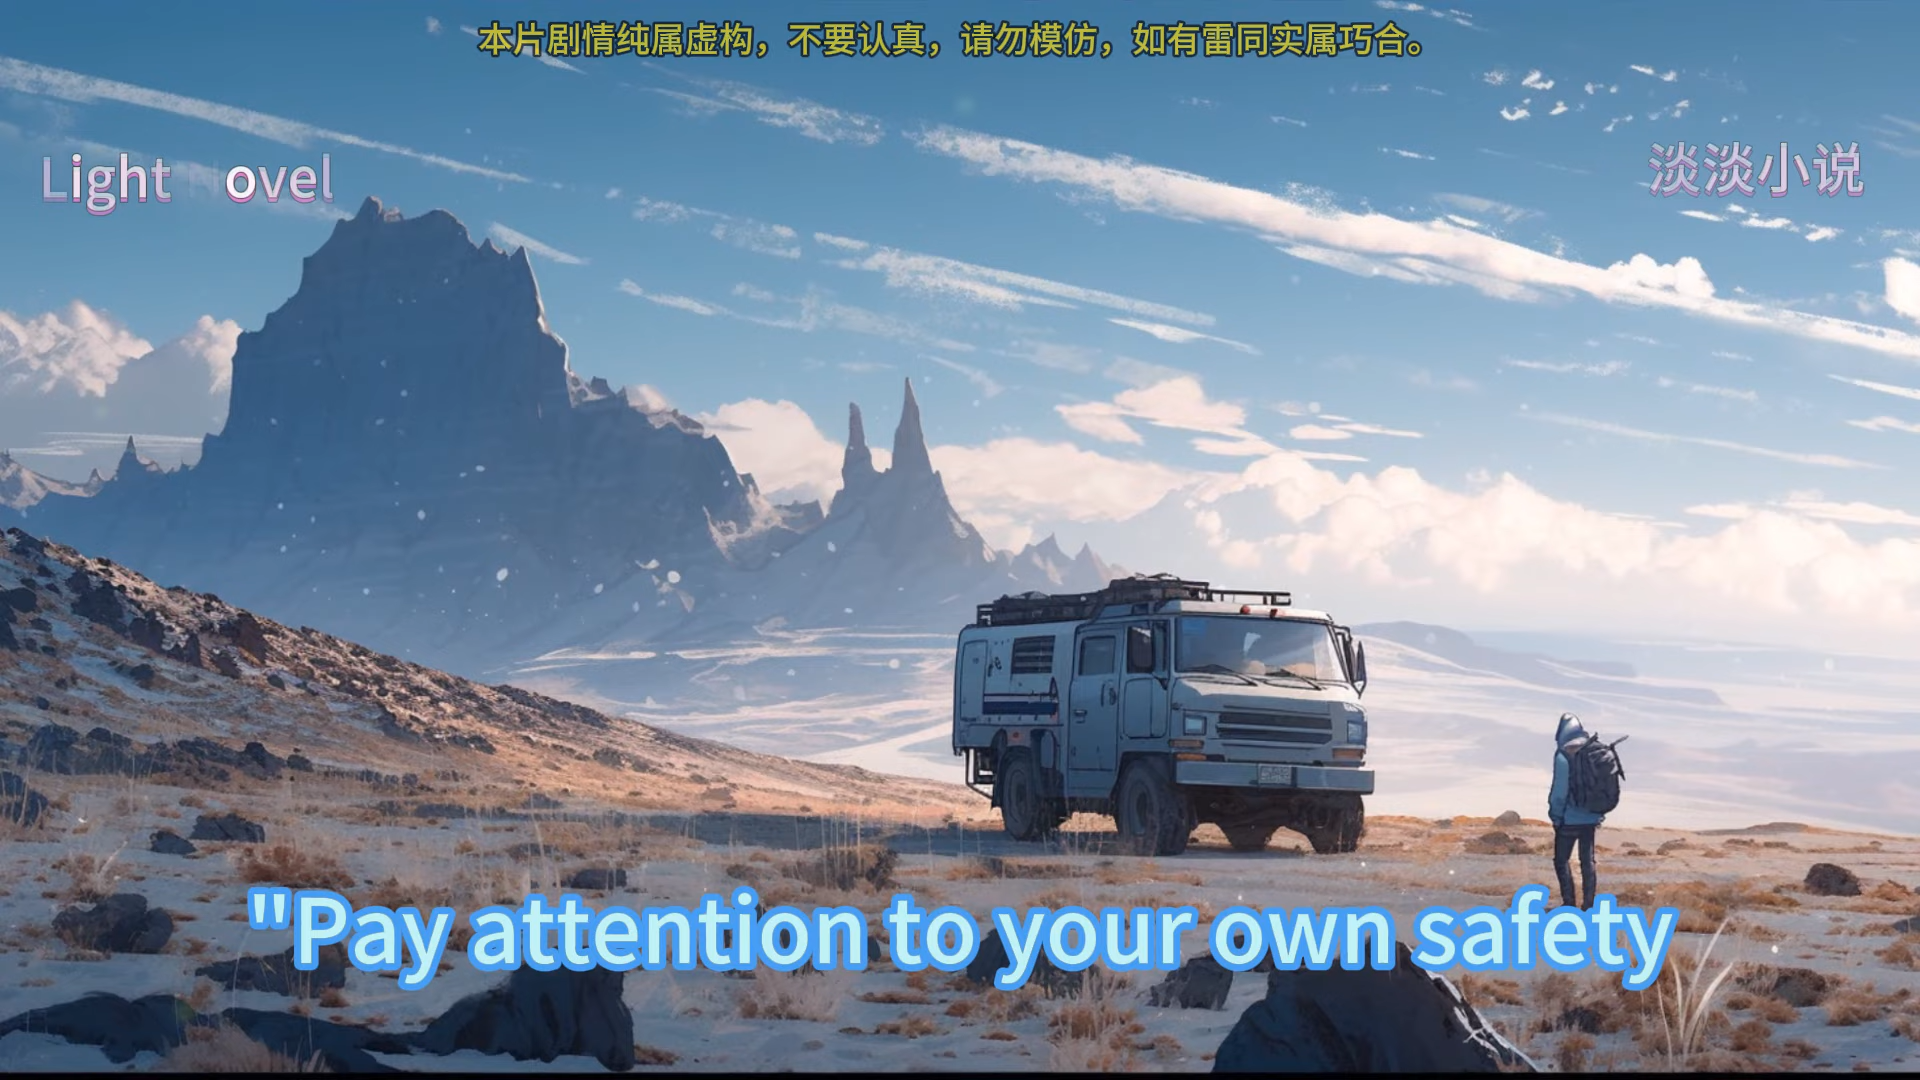 本片剧情纯属虚构，不要认真，请勿模仿，如有雷同实属巧合。
Light Novel
淡淡小说
"Pay attention to your own safety